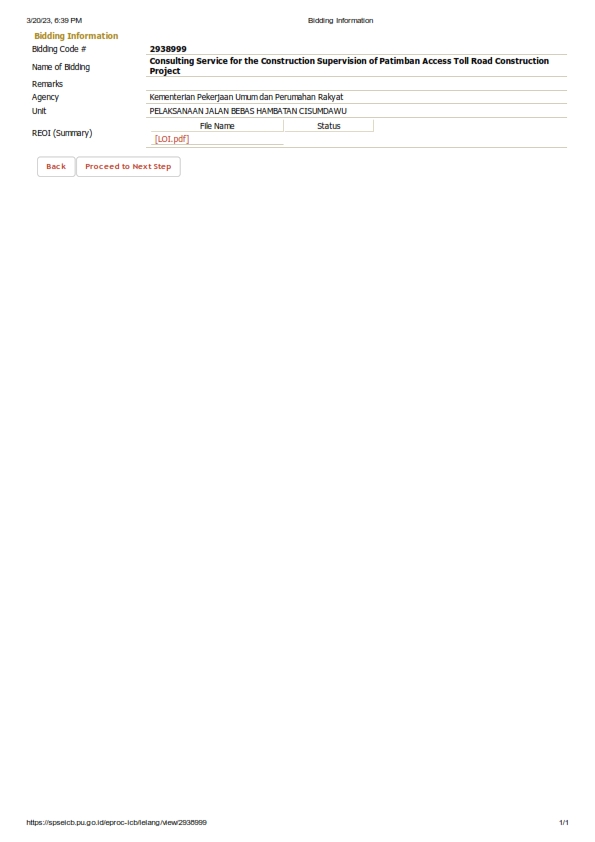 3/20/23, 6:39 PM
Bidding Information
Bidding Information
Bidding Code #
2938999
Name of Bidding
Consulting Service for the Construction Supervision of Patimban Access Toll Road Construction
Project
Remarks
Agency
Kementerian Pekerjaan Umum dan Perumahan Rakyat
Unit
PELAKSANAAN JALAN BEBAS HAMBATAN CISUMDAWU
REOI (Summary)
File Name
Status
[LOI.pdf]
Back
Proceed to Next Step
https://spseicb.pu.go.id/eproc-icb/lelang/view/2938999
1/1